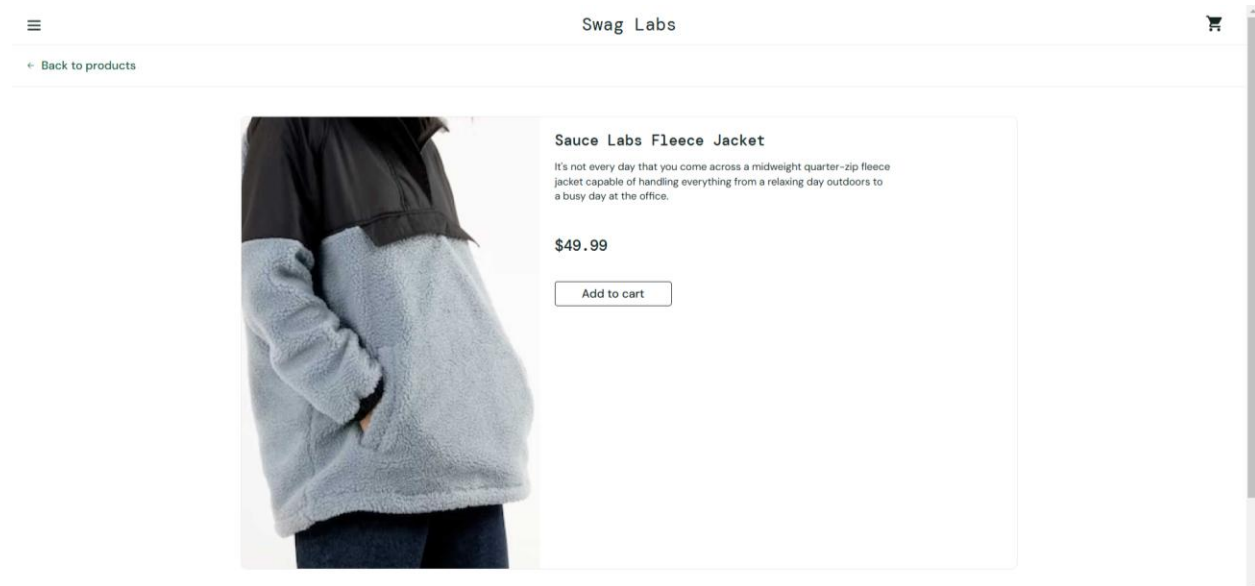 Swag Labs
← Back to products
Sauce Labs Fleece Jacket
It's not every day that you come across a midweight quarter-zip fleece
jacket capable of handling everything from a relaxing day outdoors to
a busy day at the office.
$49.99
Add to cart